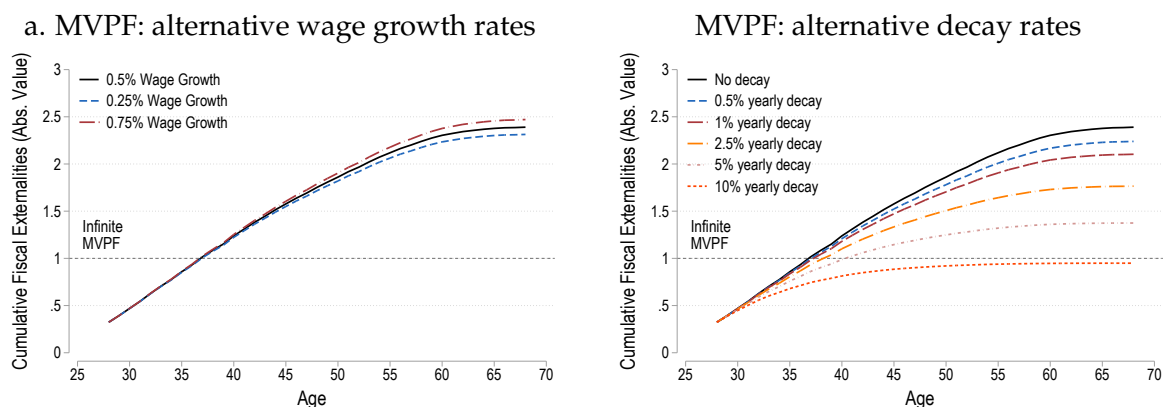 a. MVPF: alternative wage growth rates
Cumulative Fiscal Externalities (Abs. Value)
3
2.5
2
1.5
1
.5
0
0.5% Wage Growth
0.25% Wage Growth
0.75% Wage Growth
Infinite
MVPF
25 30 35 40 45 50 55 60 65 70
Age
MVPF: alternative decay rates
Cumulative Fiscal Externalities (Abs. Value)
3
2.5
2
1.5
1
.5
0
No decay
0.5% yearly decay
1% yearly decay
2.5% yearly decay
5% yearly decay
10% yearly decay
Infinite
MVPF
25 30 35 40 45 50 55 60 65 70
Age